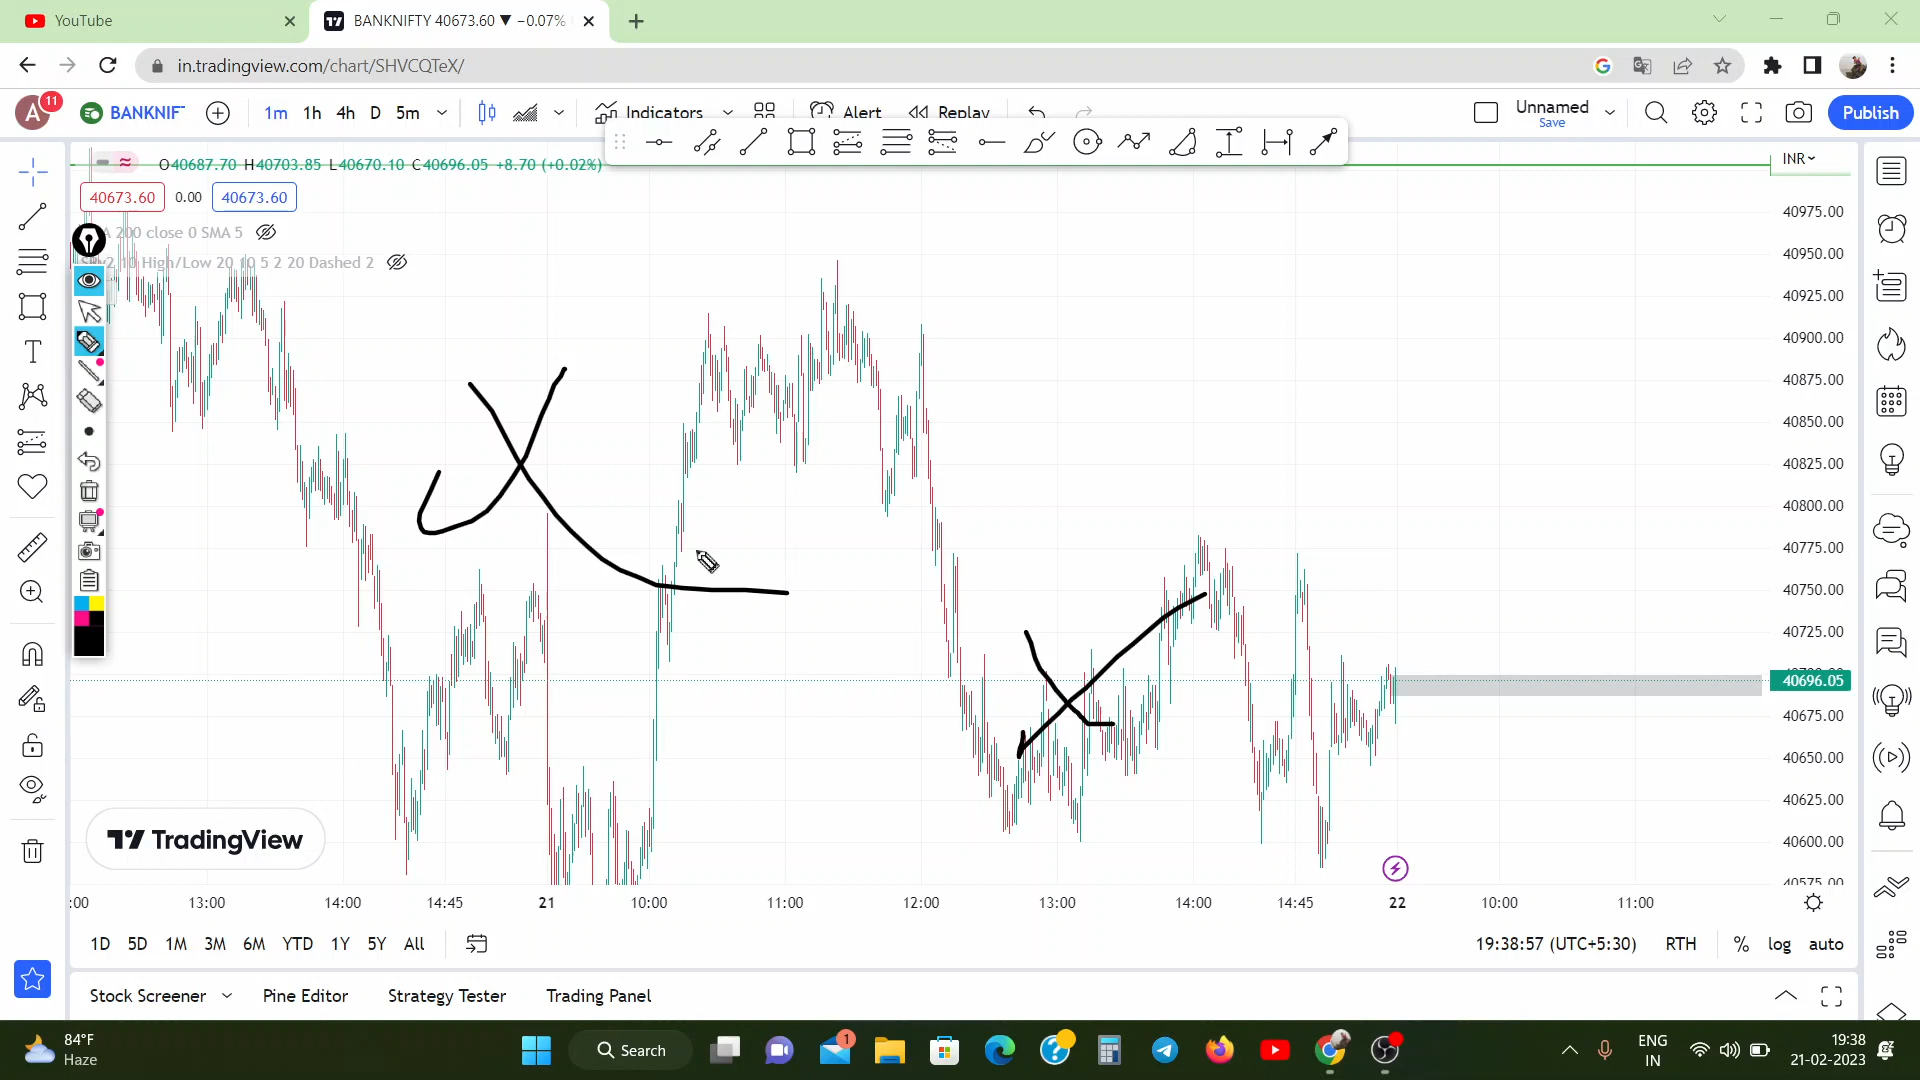 YouTube
BANKNIFTY 40673.60 ▼ −0.07%
in.tradingview.com/chart/SHVCQTeX/
A 11 BANKNIF 1m 1h 4h D 5m Indicators Alert Replay Unnamed Save Publish
O40687.70 H40703.85 L40670.10 C40696.05 +8.70 (+0.02%)
INR
40673.60 0.00 40673.60
200 close 0 SMA 5
10 High/Low 20 10 5 2 20 Dashed 2
40975.00
40950.00
40925.00
40900.00
40875.00
40850.00
40825.00
40800.00
40775.00
40750.00
40725.00
40696.05
40675.00
40650.00
40625.00
40600.00
40575.00
TradingView
:00 13:00 14:00 14:45 21 10:00 11:00 12:00 13:00 14:00 14:45 22 10:00 11:00
1D 5D 1M 3M 6M YTD 1Y 5Y All 19:38:57 (UTC+5:30) RTH % log auto
Stock Screener Pine Editor Strategy Tester Trading Panel
84°F
Haze
Search
1
ENG
IN
19:38
21-02-2023